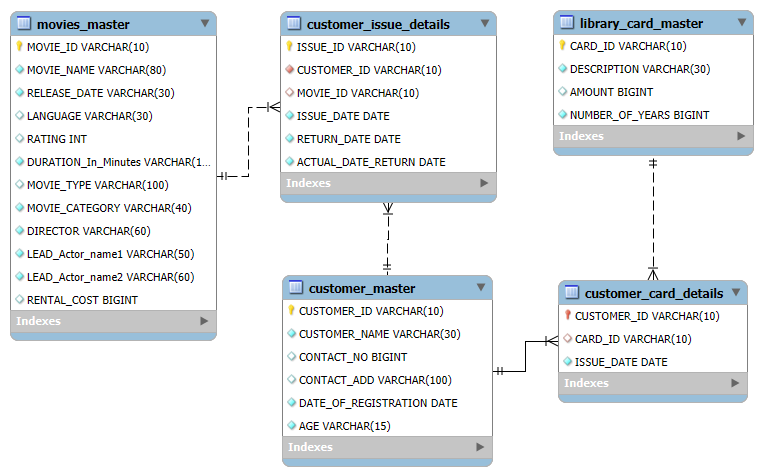 movies_master
MOVIE_ID VARCHAR(10)
MOVIE_NAME VARCHAR(80)
RELEASE_DATE VARCHAR(30)
LANGUAGE VARCHAR(30)
RATING INT
DURATION_In_Minutes VARCHAR(1...
MOVIE_TYPE VARCHAR(100)
MOVIE_CATEGORY VARCHAR(40)
DIRECTOR VARCHAR(60)
LEAD_Actor_name1 VARCHAR(50)
LEAD_Actor_name2 VARCHAR(60)
RENTAL_COST BIGINT
Indexes
customer_issue_details
ISSUE_ID VARCHAR(10)
CUSTOMER_ID VARCHAR(10)
MOVIE_ID VARCHAR(10)
ISSUE_DATE DATE
RETURN_DATE DATE
ACTUAL_DATE_RETURN DATE
Indexes
library_card_master
CARD_ID VARCHAR(10)
DESCRIPTION VARCHAR(30)
AMOUNT BIGINT
NUMBER_OF_YEARS BIGINT
Indexes
customer_master
CUSTOMER_ID VARCHAR(10)
CUSTOMER_NAME VARCHAR(30)
CONTACT_NO BIGINT
CONTACT_ADD VARCHAR(100)
DATE_OF_REGISTRATION DATE
AGE VARCHAR(15)
Indexes
customer_card_details
CUSTOMER_ID VARCHAR(10)
CARD_ID VARCHAR(10)
ISSUE_DATE DATE
Indexes